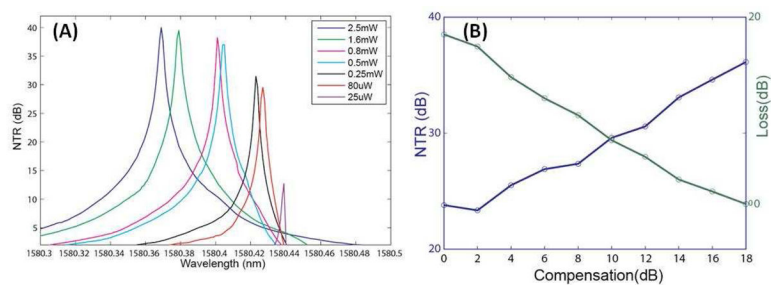 (A)
2.5mW
1.6mW
0.8mW
0.5mW
0.25mW
80uW
25uW
40
35
30
25
20
15
10
5
NTR (dB)
1580.3 1580.32 1580.34 1580.36 1580.38 1580.4 1580.42 1580.44 1580.46 1580.48 1580.5
Wavelength (nm)
(B)
40
30
20
NTR (dB)
20
0
Loss(dB)
0 2 4 6 8 10 12 14 16 18
Compensation(dB)